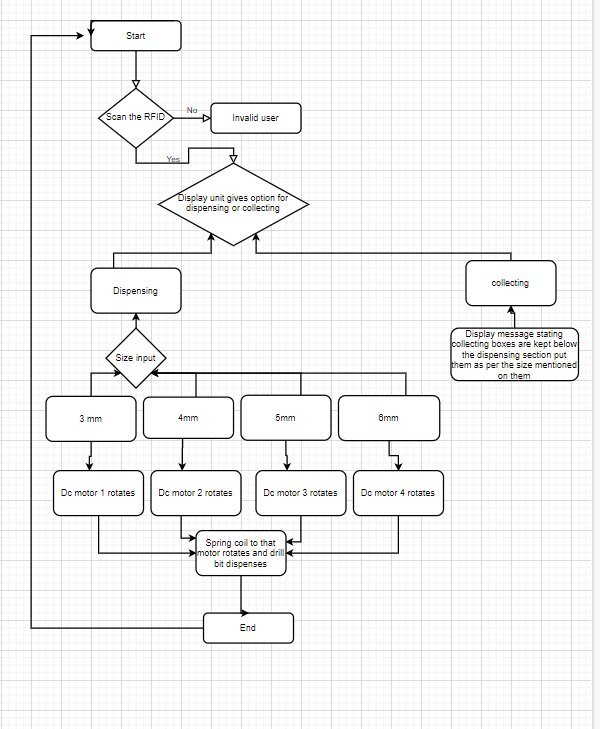 Start
Scan the RFID
No
Invalid user
Yes
Display unit gives option for
dispensing or collecting
Dispensing
collecting
Size input
Display message stating
collecting boxes are kept below
the dispensing section put
them as per the size mentioned
on them
3 mm
4mm
5mm
6mm
Dc motor 1 rotates
Dc motor 2 rotates
Dc motor 3 rotates
Dc motor 4 rotates
Spring coil to that
motor rotates and drill
bit dispenses
End